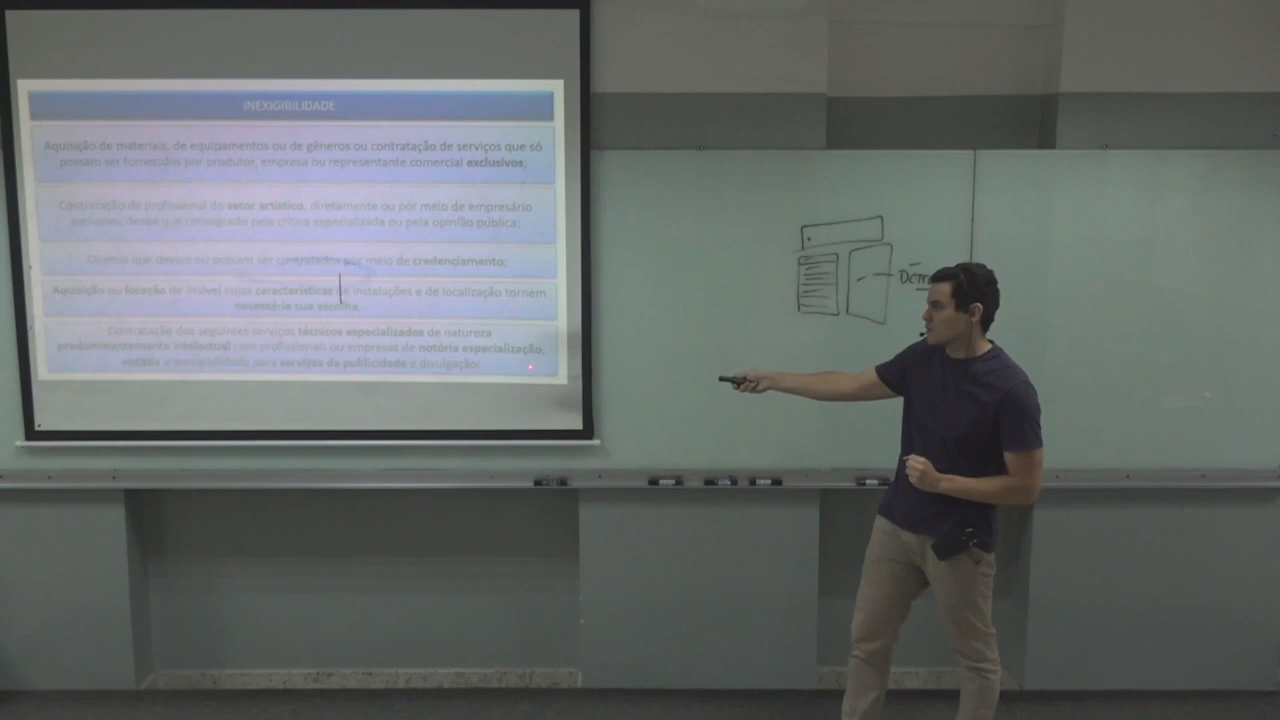 INEXIGIBILIDADE
Aquisição de materiais, de equipamentos ou de gêneros ou contratação de serviços que só
possam ser fornecidos por produtor, empresa ou representante comercial exclusivos;
Contratação de profissional do setor artístico, diretamente ou por meio de empresário
exclusivo, desde que consagrado pela crítica especializada ou pela opinião pública;
Objetos que devam ou possam ser contratados por meio de credenciamento;
Aquisição ou locação de imóvel cujas características de instalações e de localização tornem
necessária sua escolha
Contratação dos seguintes serviços técnicos especializados de natureza
predominantemente intelectual com profissionais ou empresas de notória especialização,
vedada a inexigibilidade para serviços de publicidade e divulgação: